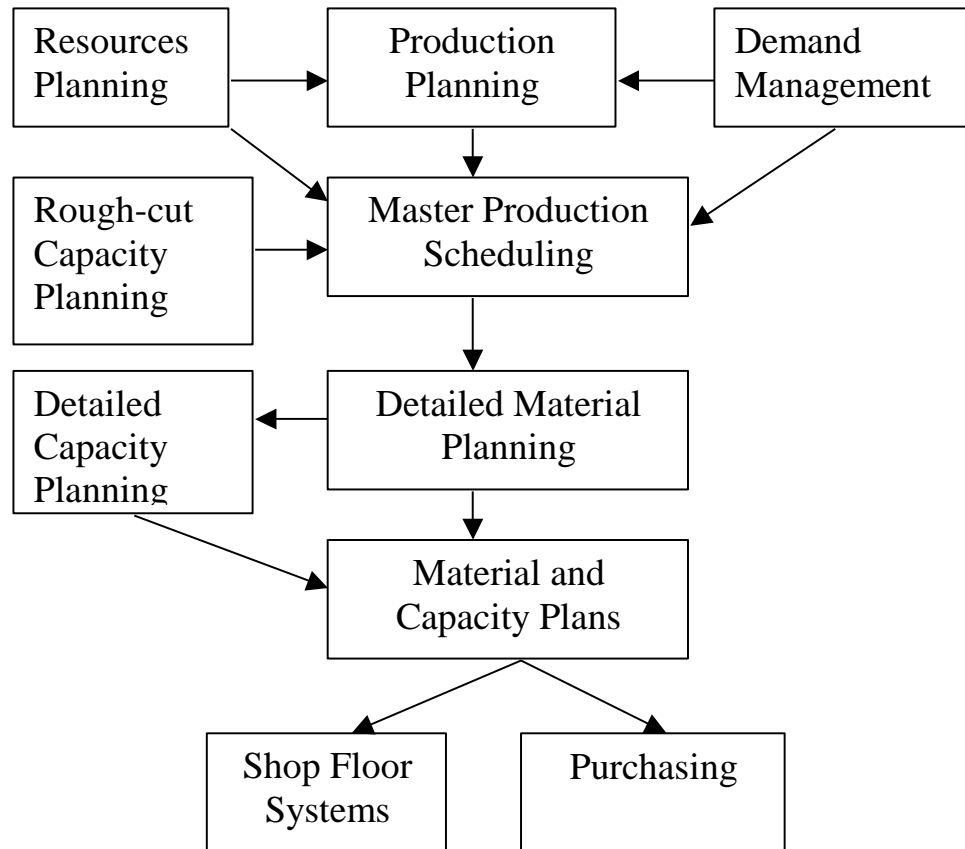 Resources
Planning
Production
Planning
Demand
Management
Rough-cut
Capacity
Planning
Master Production
Scheduling
Detailed
Capacity
Planning
Detailed Material
Planning
Material and
Capacity Plans
Shop Floor
Systems
Purchasing